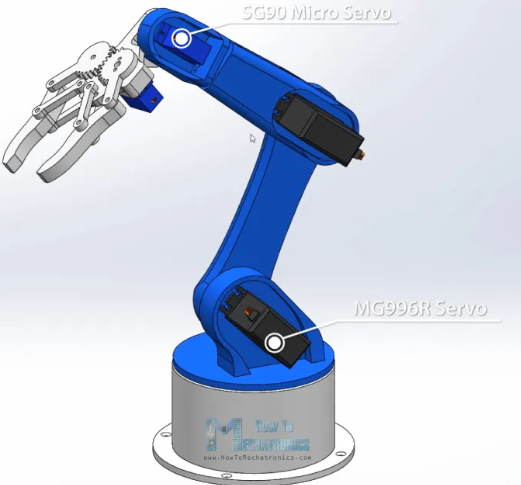 SG90 Micro Servo
MG996R Servo
How To
Mechatronics
www.HowToMechatronics.com